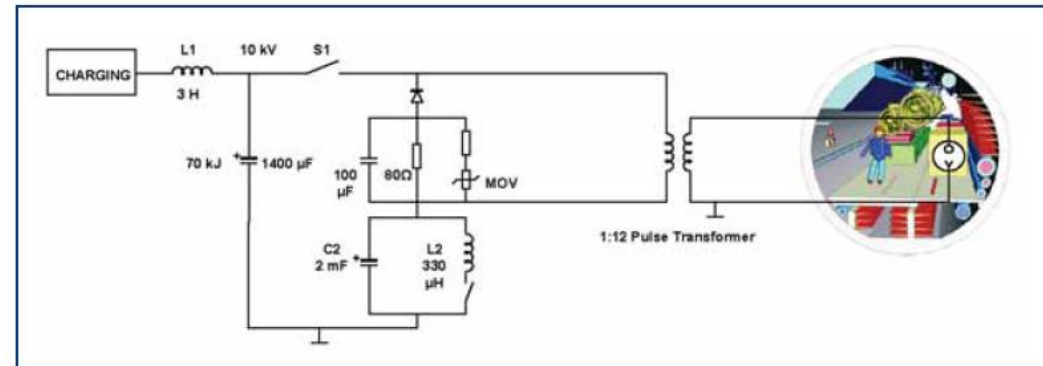 L1
10 kV
S1
CHARGING
3 H
70 kJ
+
1400 µF
100
µF
80Ω
MOV
C2
2 mF
+
L2
330
µH
1:12 Pulse Transformer